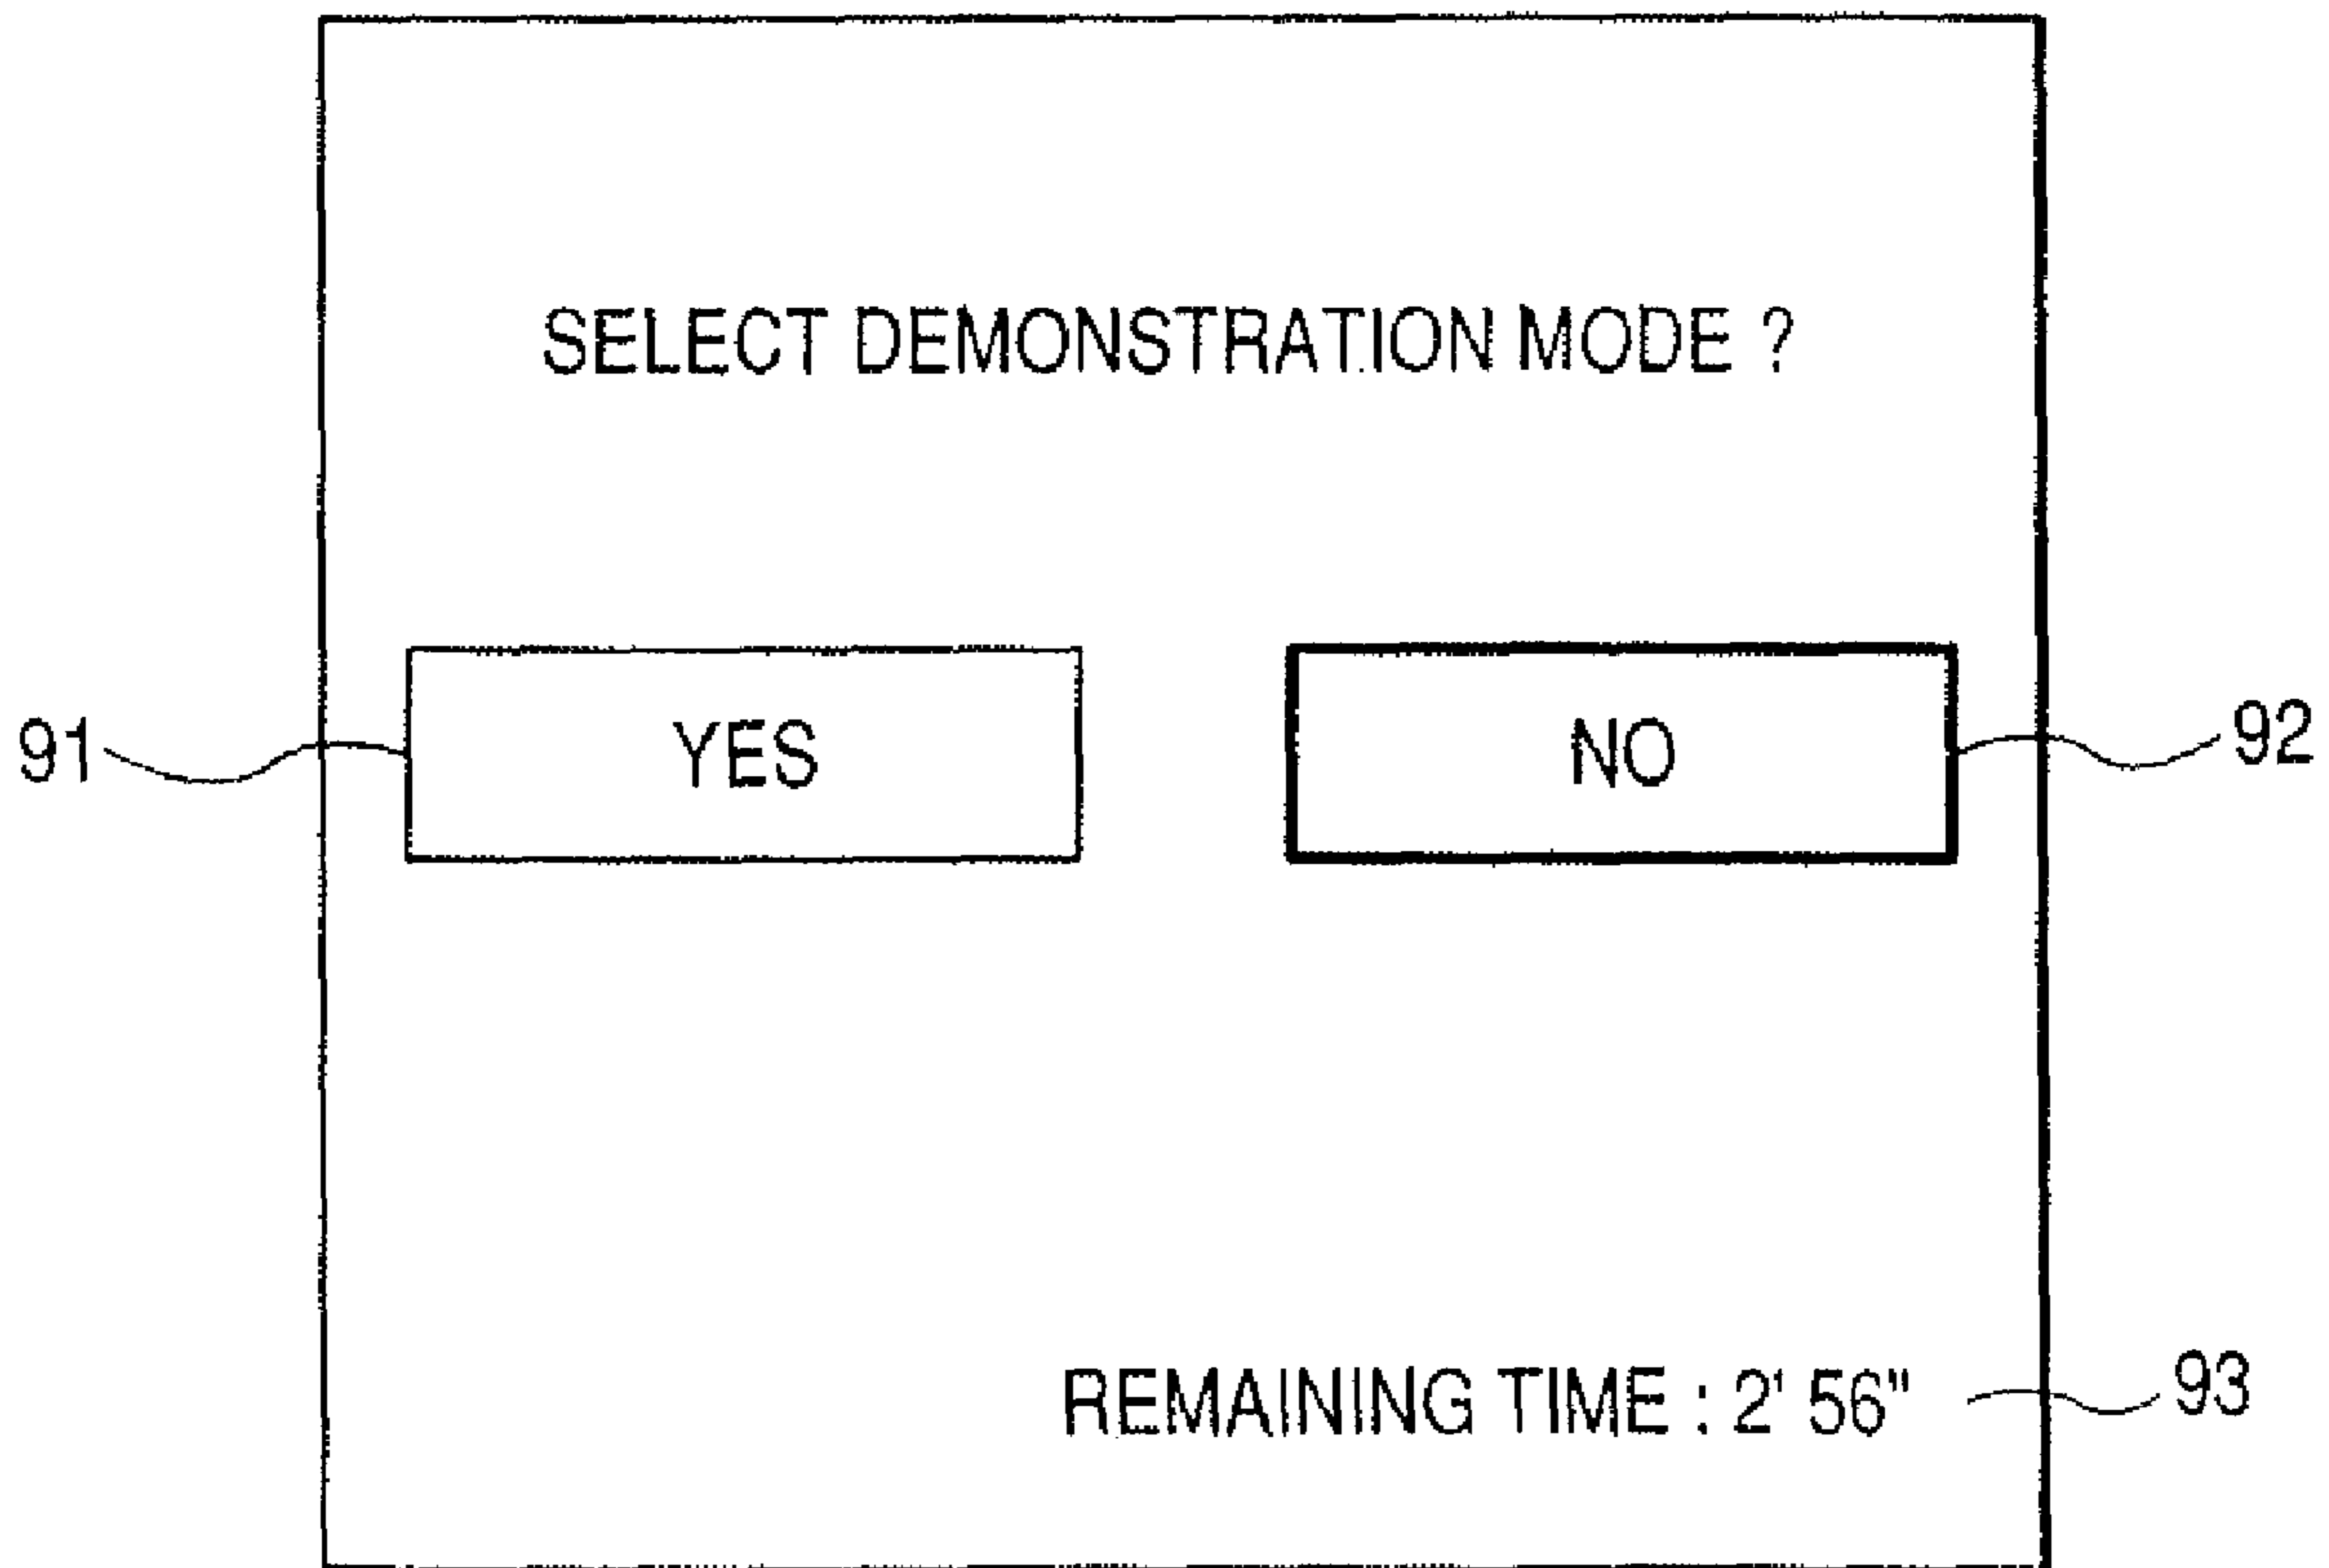 SELECT DEMONSTRATION MODE ?
91 YES NO 92
REMAINING TIME : 2' 56" 93